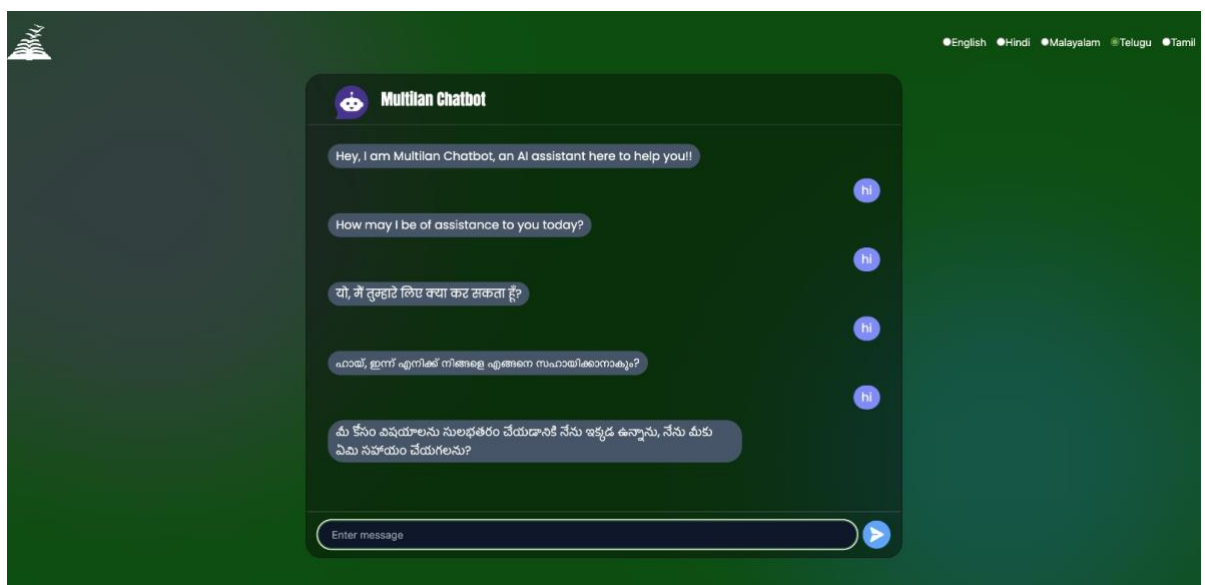 English Hindi Malayalam Telugu Tamil
Multilan Chatbot
Hey, I am Multilan Chatbot, an AI assistant here to help you!!
hi
How may I be of assistance to you today?
hi
यो, मैं तुम्हारे लिए क्या कर सकता हूँ?
hi
ഹായ്, ഇന്ന് എനിക്ക് നിങ്ങളെ എങ്ങനെ സഹായിക്കാനാകും?
hi
మీ కోసం విషయాలను సులభతరం చేయడానికి నేను ఇక్కడ ఉన్నాను, నేను మీకు
ఏమి సహాయం చేయగలను?
Enter message